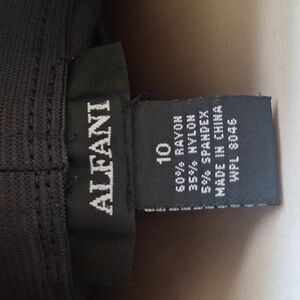 ALFANI
10
60% RAYON
35% NYLON
5% SPANDEX
MADE IN CHINA
WPL 8046